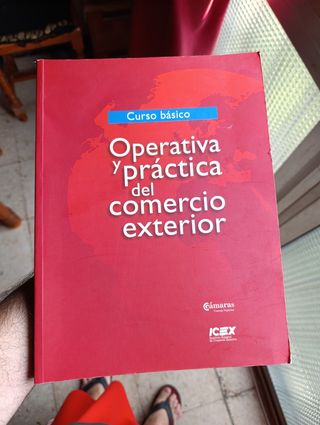 Curso básico
Operativa
y práctica
del
comercio
exterior
Cámaras
ICEX